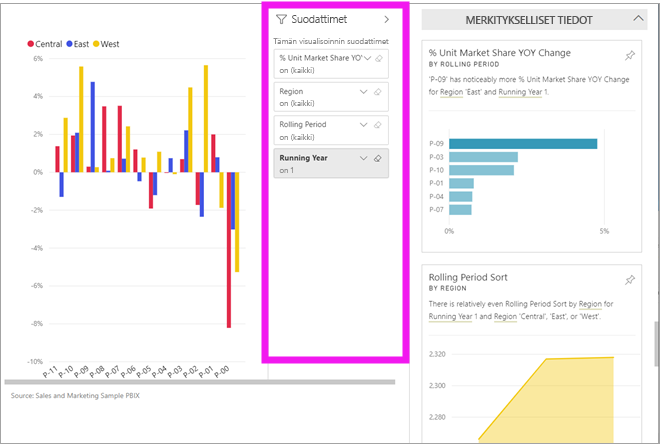 Central East West
6%
4%
2%
0%
-2%
-4%
-6%
-8%
-10%
P-11
P-10
P-09
P-08
P-07
P-06
P-05
P-04
P-03
P-02
P-01
P-00
Source: Sales and Marketing Sample PBIX
Suodattimet
Tämän visualisoinnin suodattimet
% Unit Market Share YO'
on (kaikki)
Region
on (kaikki)
Rolling Period
on (kaikki)
Running Year
on 1
MERKITYKSELLISET TIEDOT
% Unit Market Share YOY Change
BY ROLLING PERIOD
'P-09' has noticeably more % Unit Market Share YOY Change
for Region 'East' and Running Year 1.
P-09
P-03
P-10
P-01
P-04
P-07
0% 5%
Rolling Period Sort
BY REGION
There is relatively even Rolling Period Sort by Region for
Running Year 1 and Region 'Central', 'East', or 'West'.
2,320
2,300
2,280